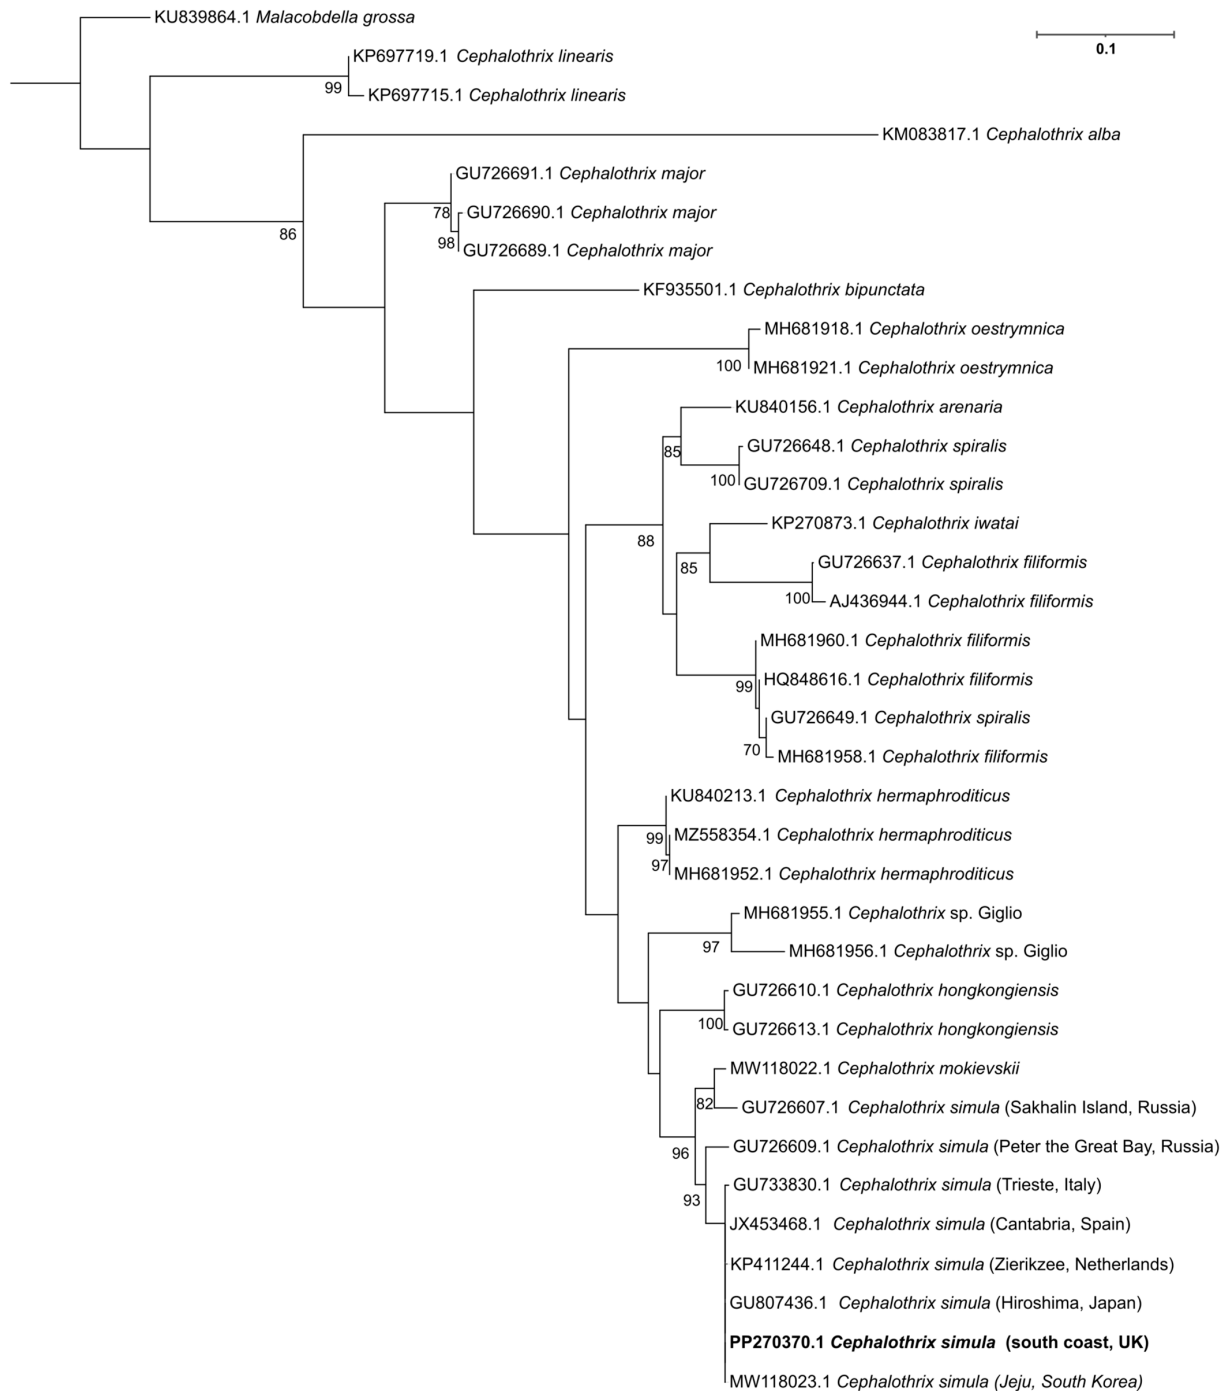 KU839864.1 Malacobdella grossa
0.1
KP697719.1 Cephalothrix linearis
99
KP697715.1 Cephalothrix linearis
KM083817.1 Cephalothrix alba
GU726691.1 Cephalothrix major
78
GU726690.1 Cephalothrix major
86
98
GU726689.1 Cephalothrix major
KF935501.1 Cephalothrix bipunctata
MH681918.1 Cephalothrix oestrymnica
100
MH681921.1 Cephalothrix oestrymnica
KU840156.1 Cephalothrix arenaria
GU726648.1 Cephalothrix spiralis
85
100
GU726709.1 Cephalothrix spiralis
KP270873.1 Cephalothrix iwatai
88
GU726637.1 Cephalothrix filiformis
85
100
AJ436944.1 Cephalothrix filiformis
MH681960.1 Cephalothrix filiformis
99
HQ848616.1 Cephalothrix filiformis
GU726649.1 Cephalothrix spiralis
70
MH681958.1 Cephalothrix filiformis
KU840213.1 Cephalothrix hermaphroditicus
99
MZ558354.1 Cephalothrix hermaphroditicus
97
MH681952.1 Cephalothrix hermaphroditicus
MH681955.1 Cephalothrix sp. Giglio
97
MH681956.1 Cephalothrix sp. Giglio
GU726610.1 Cephalothrix hongkongiensis
100
GU726613.1 Cephalothrix hongkongiensis
MW118022.1 Cephalothrix mokievskii
82
GU726607.1 Cephalothrix simula (Sakhalin Island, Russia)
96
GU726609.1 Cephalothrix simula (Peter the Great Bay, Russia)
GU733830.1 Cephalothrix simula (Trieste, Italy)
93
JX453468.1 Cephalothrix simula (Cantabria, Spain)
KP411244.1 Cephalothrix simula (Zierikzee, Netherlands)
GU807436.1 Cephalothrix simula (Hiroshima, Japan)
PP270370.1 Cephalothrix simula (south coast, UK)
MW118023.1 Cephalothrix simula (Jeju, South Korea)